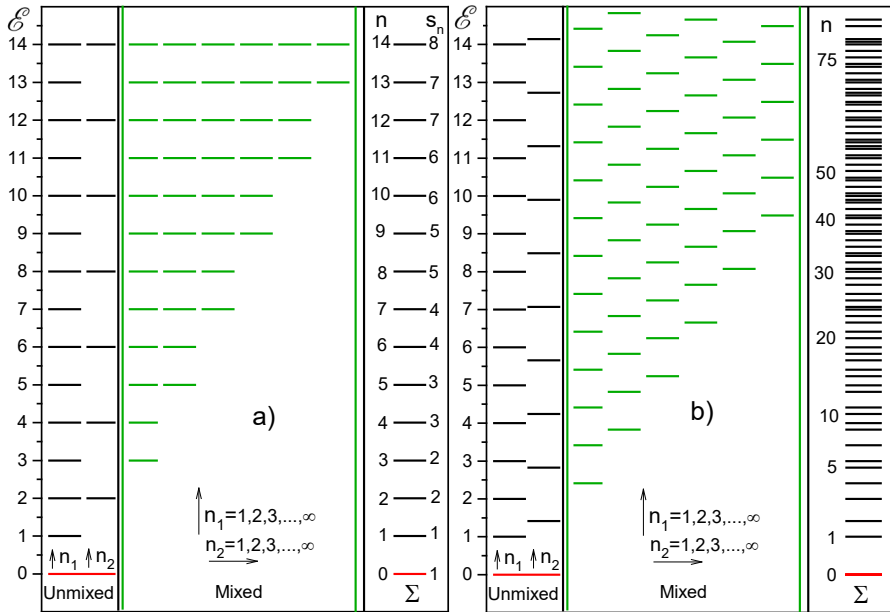 ℰ n sₙ
14 14 8
13 13 7
12 12 7
11 11 6
10 10 6
9 9 5
8 8 5
7 7 4
6 6 4
5 5 3
4 4 3
3 3 2
2 2 2
1 1 1
0 0 1
a)
n₁=1,2,3,...,∞
n₂=1,2,3,...,∞
n₁ n₂
Unmixed Mixed Σ
ℰ n
14
13
12
11
10
9
8
7
6
5
4
3
2
1
0
75
50
40
30
20
10
5
1
0
b)
n₁=1,2,3,...,∞
n₂=1,2,3,...,∞
n₁ n₂
Unmixed Mixed Σ